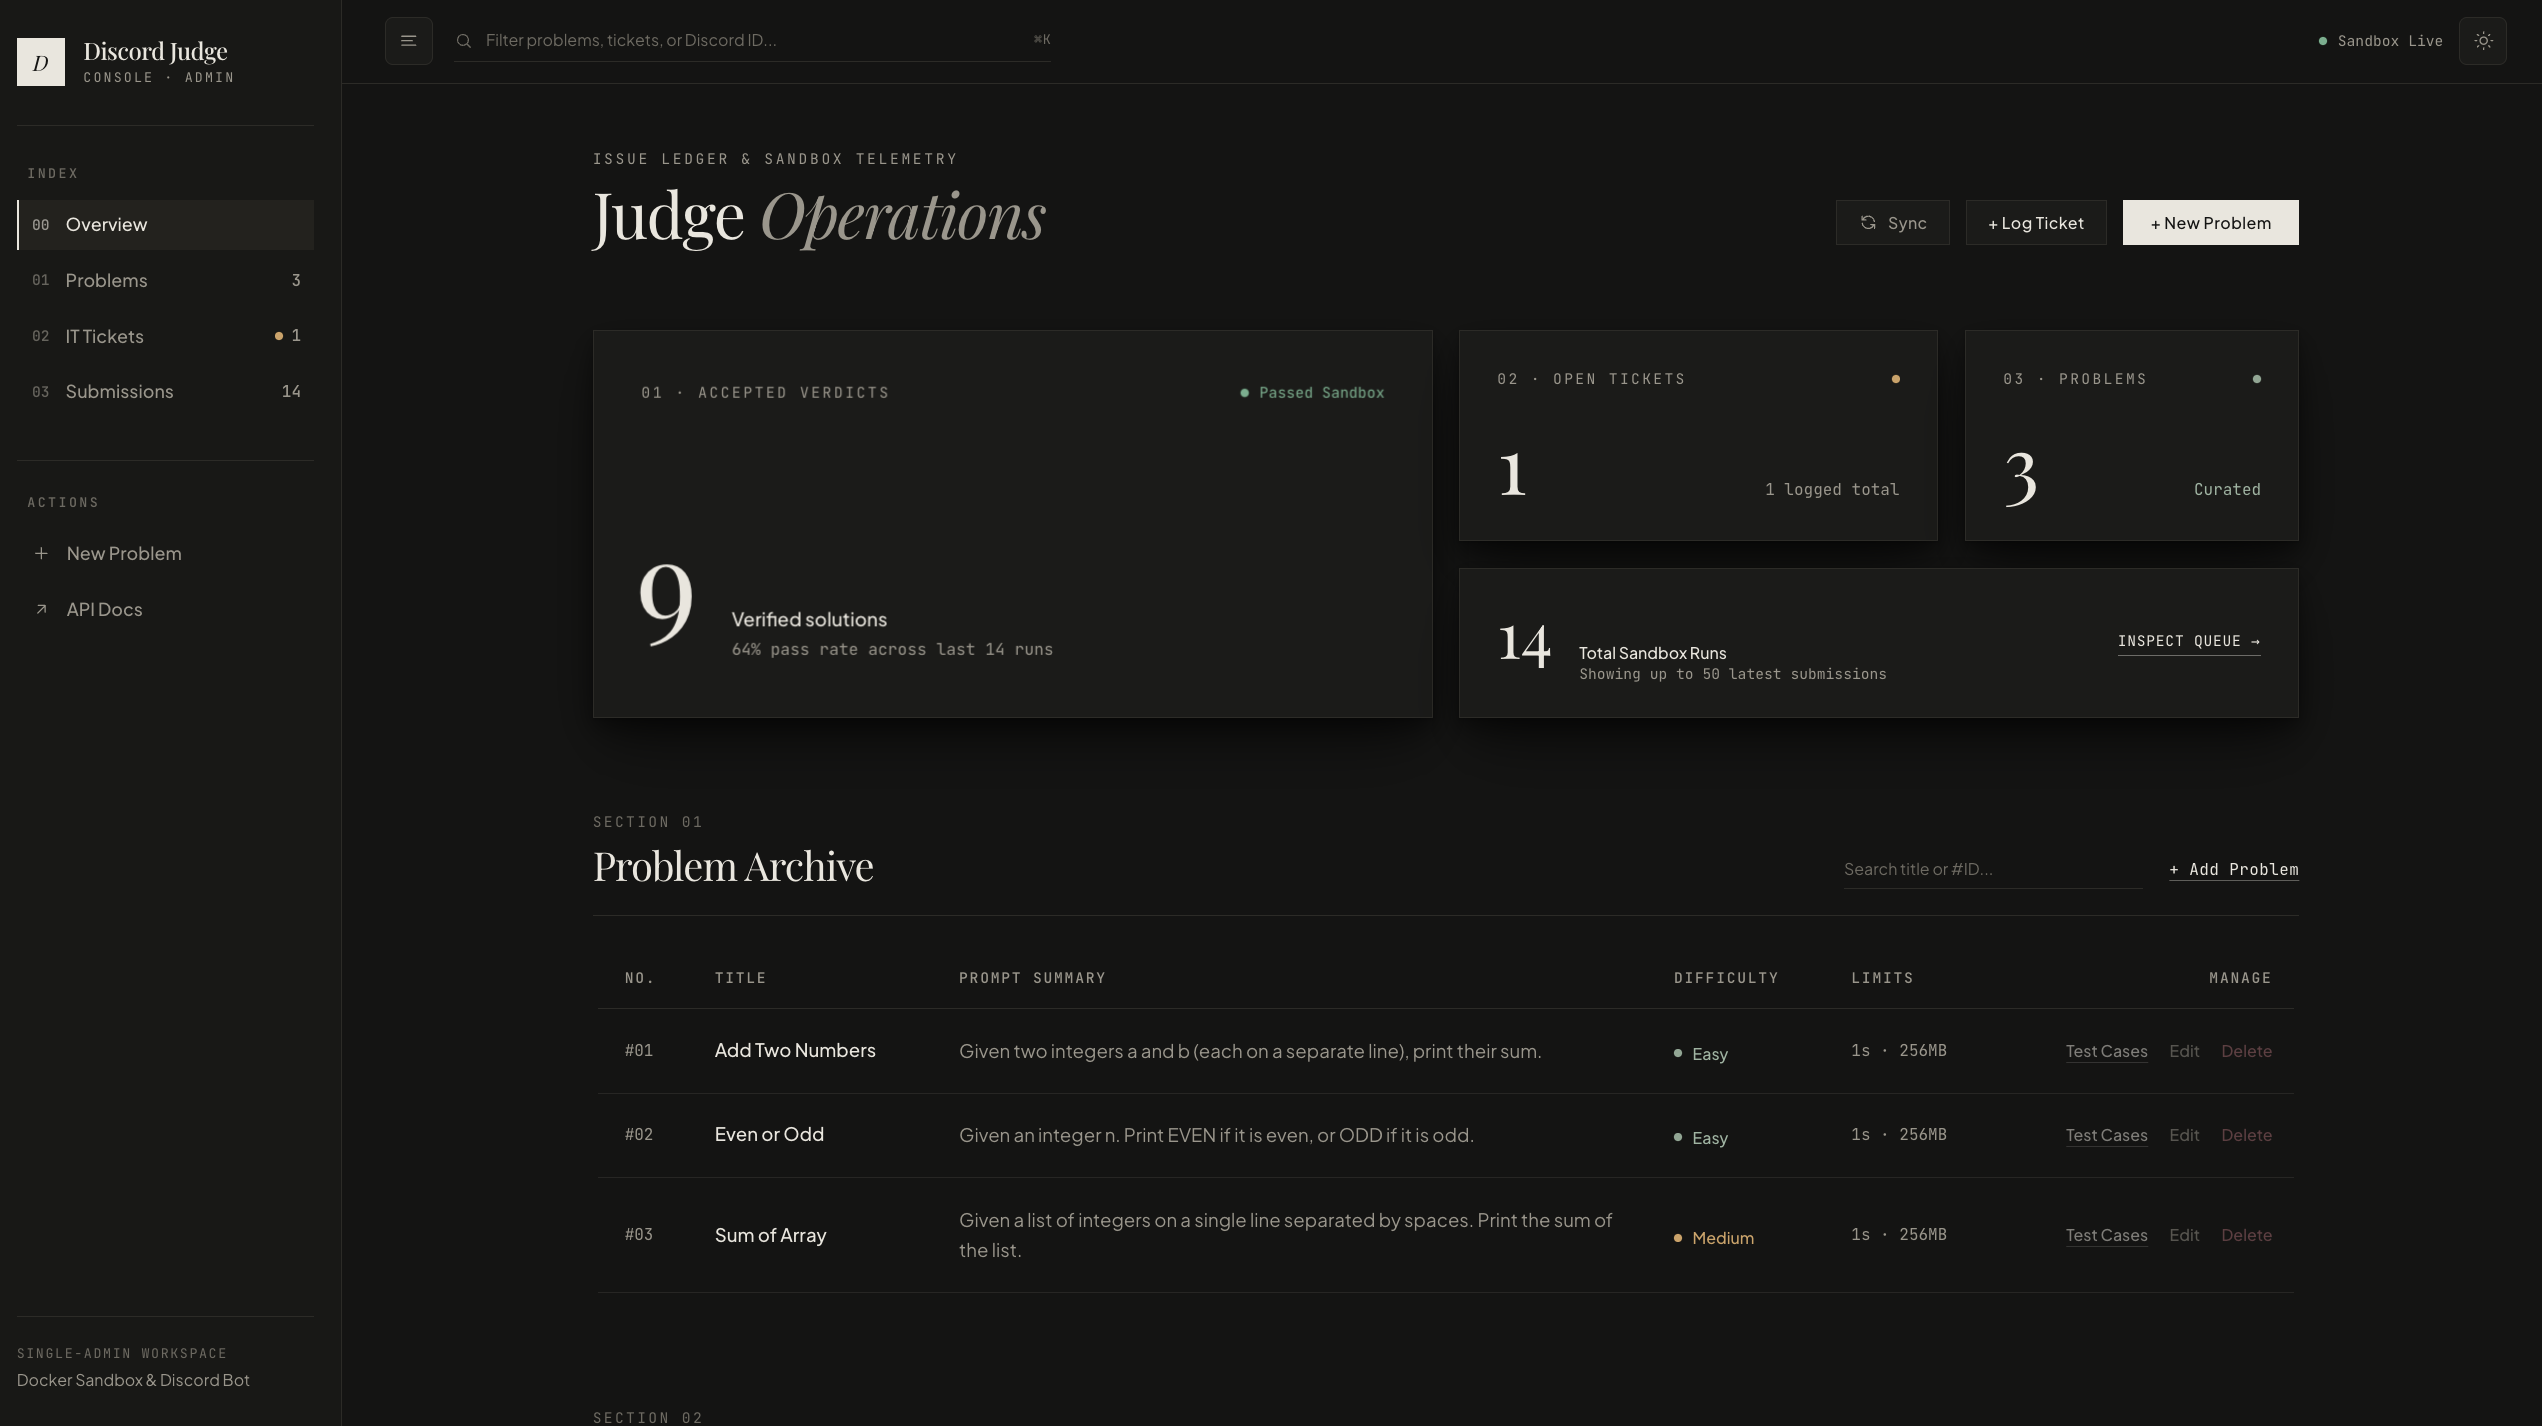 D
Discord Judge
CONSOLE · ADMIN
INDEX
00 Overview
01 Problems 3
02 IT Tickets 1
03 Submissions 14
ACTIONS
+ New Problem
↗ API Docs
SINGLE-ADMIN WORKSPACE
Docker Sandbox & Discord Bot
Filter problems, tickets, or Discord ID... ⌘K
Sandbox Live
ISSUE LEDGER & SANDBOX TELEMETRY
Judge Operations
Sync
+ Log Ticket
+ New Problem
01 · ACCEPTED VERDICTS
Passed Sandbox
9
Verified solutions
64% pass rate across last 14 runs
02 · OPEN TICKETS
1
1 logged total
03 · PROBLEMS
3
Curated
14
Total Sandbox Runs
Showing up to 50 latest submissions
INSPECT QUEUE →
SECTION 01
Problem Archive
Search title or #ID...
+ Add Problem
NO. TITLE PROMPT SUMMARY DIFFICULTY LIMITS MANAGE
#01 Add Two Numbers Given two integers a and b (each on a separate line), print their sum. Easy 1s · 256MB Test Cases Edit Delete
#02 Even or Odd Given an integer n. Print EVEN if it is even, or ODD if it is odd. Easy 1s · 256MB Test Cases Edit Delete
#03 Sum of Array Given a list of integers on a single line separated by spaces. Print the sum of
the list. Medium 1s · 256MB Test Cases Edit Delete
SECTION 02